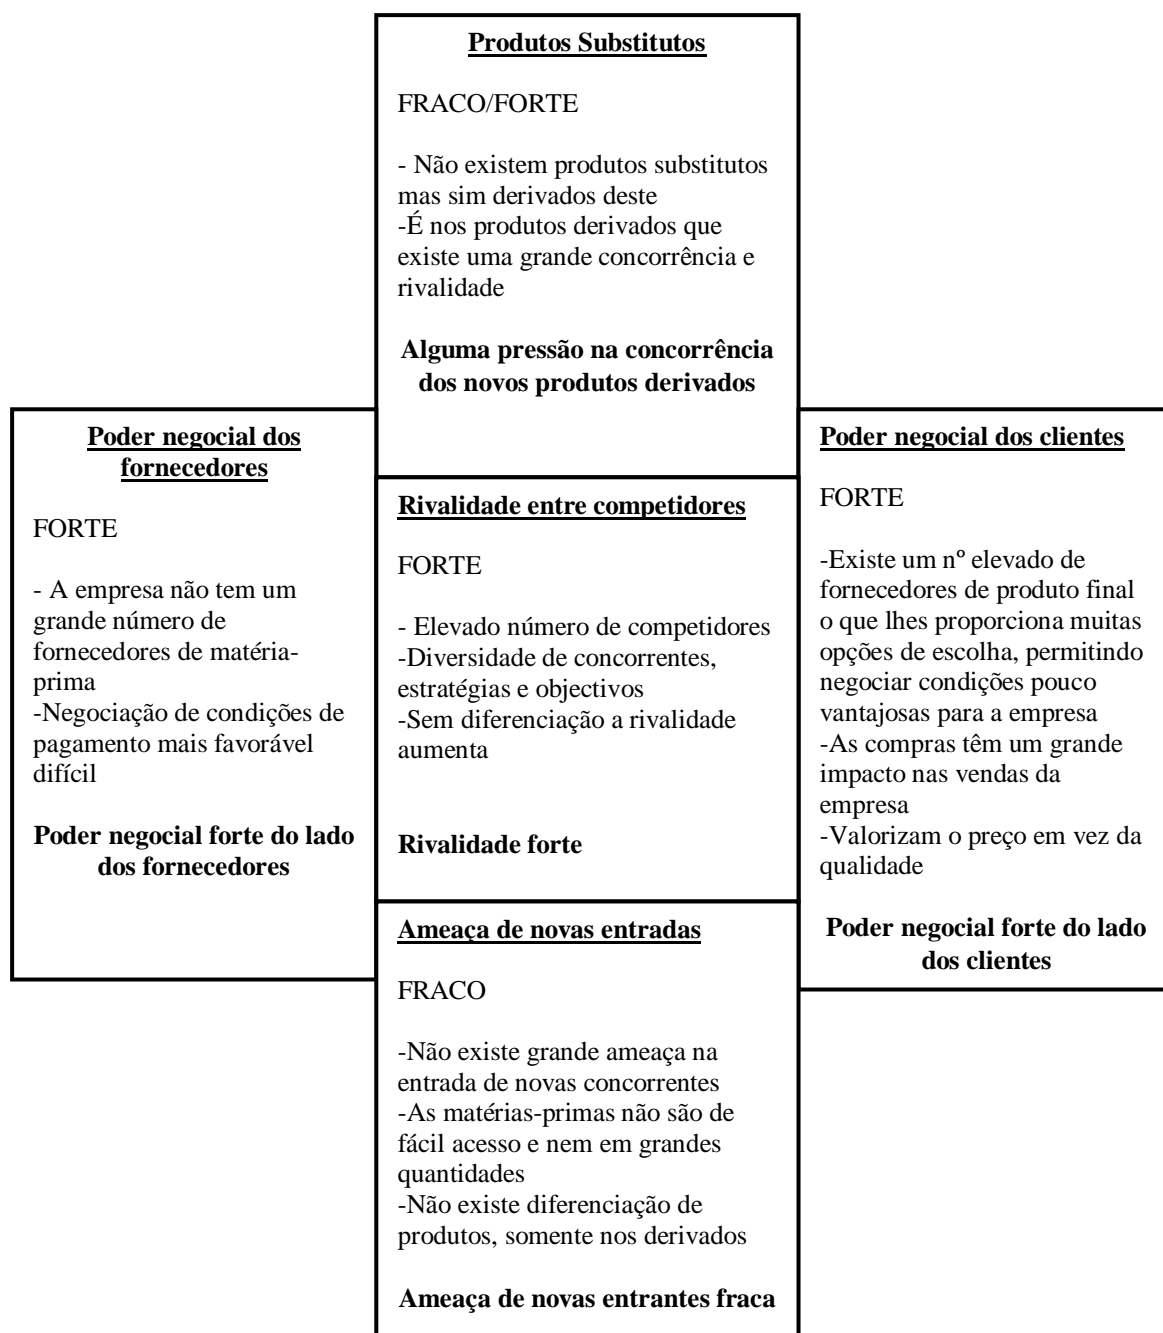 Produtos Substitutos
FRACO/FORTE
- Não existem produtos substitutos
mas sim derivados deste
-É nos produtos derivados que
existe uma grande concorrência e
rivalidade
Alguma pressão na concorrência
dos novos produtos derivados
Poder negocial dos
fornecedores
FORTE
- A empresa não tem um
grande número de
fornecedores de matéria-
prima
-Negociação de condições de
pagamento mais favorável
difícil
Poder negocial forte do lado
dos fornecedores
Rivalidade entre competidores
FORTE
- Elevado número de competidores
-Diversidade de concorrentes,
estratégias e objectivos
-Sem diferenciação a rivalidade
aumenta
Rivalidade forte
Poder negocial dos clientes
FORTE
-Existe um nº elevado de
fornecedores de produto final
o que lhes proporciona muitas
opções de escolha, permitindo
negociar condições pouco
vantajosas para a empresa
-As compras têm um grande
impacto nas vendas da
empresa
-Valorizam o preço em vez da
qualidade
Poder negocial forte do lado
dos clientes
Ameaça de novas entradas
FRACO
-Não existe grande ameaça na
entrada de novas concorrentes
-As matérias-primas não são de
fácil acesso e nem em grandes
quantidades
-Não existe diferenciação de
produtos, somente nos derivados
Ameaça de novas entrantes fraca